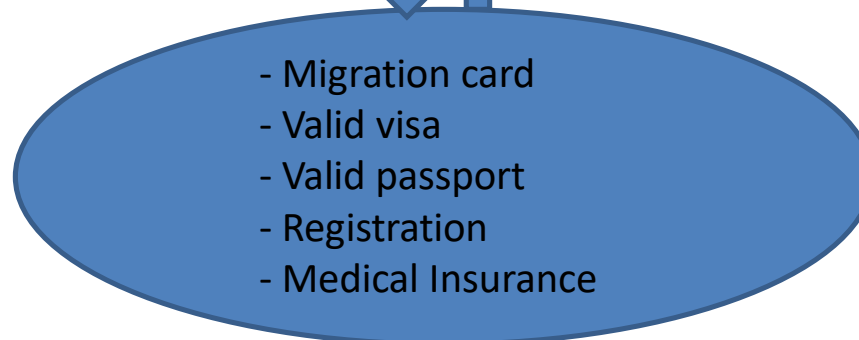 - Migration card
- Valid visa
- Valid passport
- Registration
- Medical Insurance